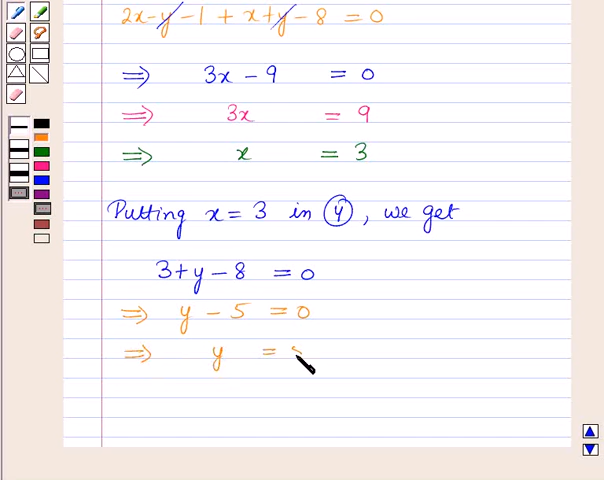 2x - y - 1 + x + y - 8 = 0
⇒ 3x - 9 = 0
⇒ 3x = 9
⇒ x = 3
Putting x = 3 in ④, we get
3 + y - 8 = 0
⇒ y - 5 = 0
⇒ y =